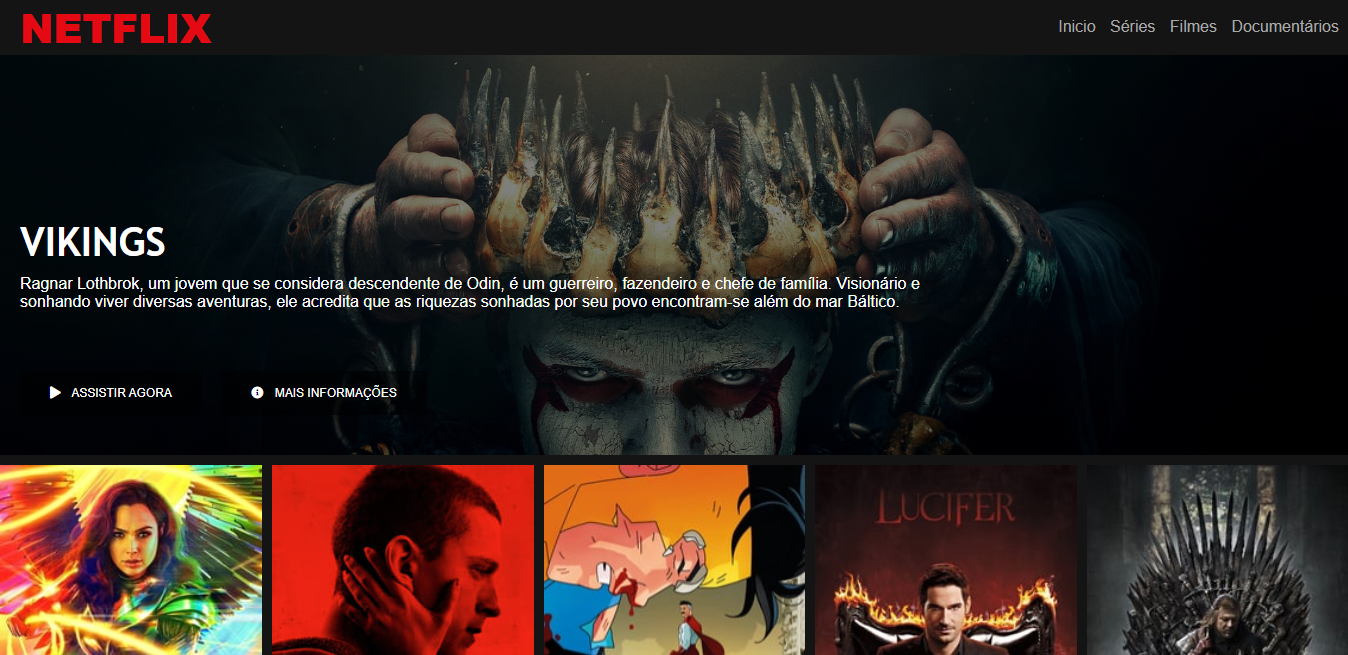 NETFLIX
Inicio Séries Filmes Documentários
VIKINGS
Ragnar Lothbrok, um jovem que se considera descendente de Odin, é um guerreiro, fazendeiro e chefe de família. Visionário e
sonhando viver diversas aventuras, ele acredita que as riquezas sonhadas por seu povo encontram-se além do mar Báltico.
ASSISTIR AGORA MAIS INFORMAÇÕES
LUCIFER